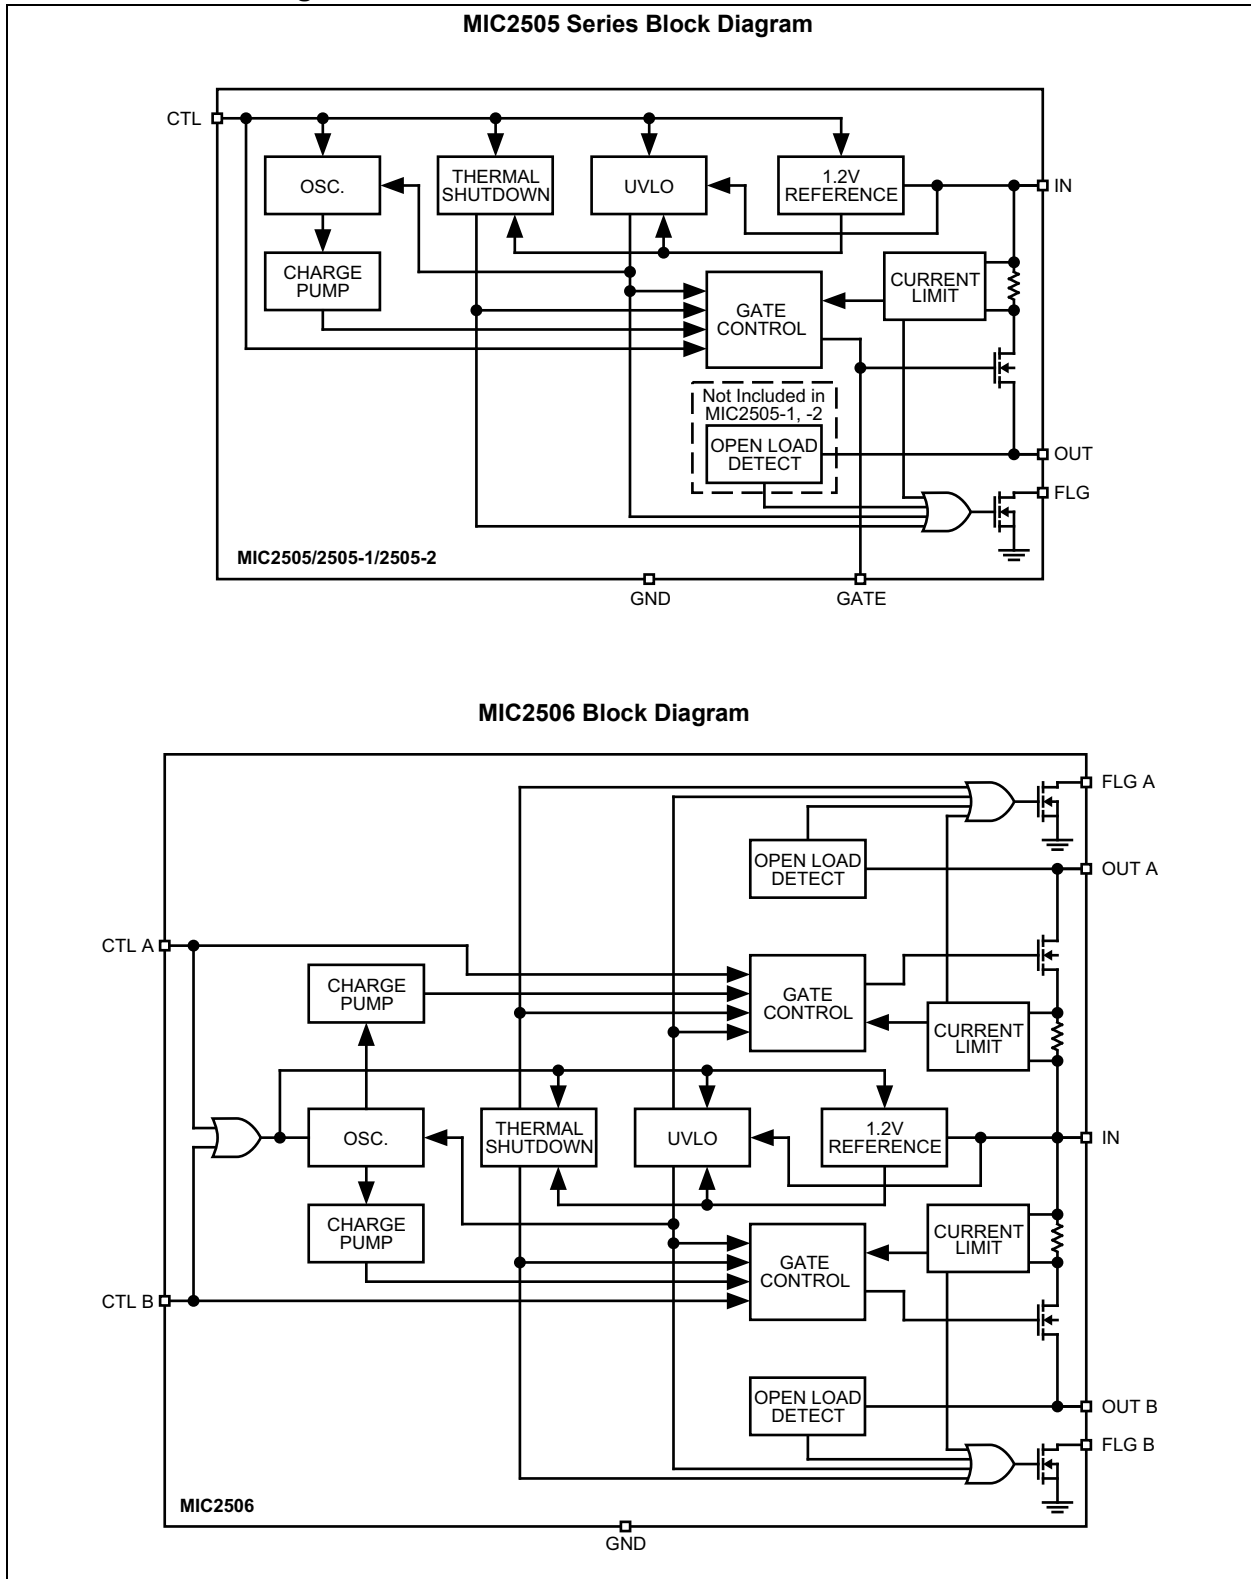 MIC2505 Series Block Diagram
CTL
OSC.
THERMAL
SHUTDOWN
UVLO
1.2V
REFERENCE
IN
CHARGE
PUMP
GATE
CONTROL
CURRENT
LIMIT
Not Included in
MIC2505-1, -2
OPEN LOAD
DETECT
OUT
FLG
MIC2505/2505-1/2505-2
GND
GATE
MIC2506 Block Diagram
FLG A
OPEN LOAD
DETECT
OUT A
CTL A
CHARGE
PUMP
GATE
CONTROL
CURRENT
LIMIT
OSC.
THERMAL
SHUTDOWN
UVLO
1.2V
REFERENCE
IN
CHARGE
PUMP
GATE
CONTROL
CURRENT
LIMIT
CTL B
OPEN LOAD
DETECT
OUT B
FLG B
MIC2506
GND